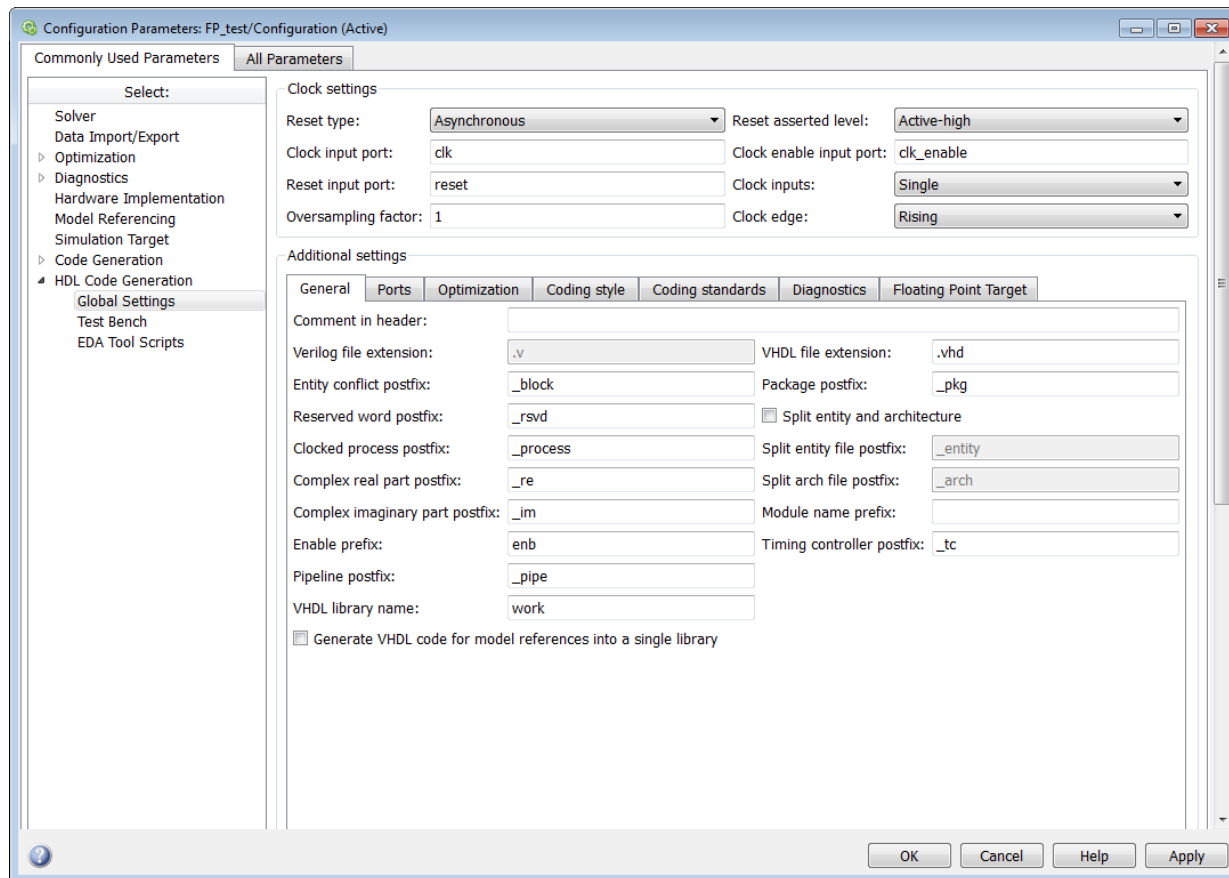 Configuration Parameters: FP_test/Configuration (Active)
Commonly Used Parameters
All Parameters
Select:
Solver
Data Import/Export
Optimization
Diagnostics
Hardware Implementation
Model Referencing
Simulation Target
Code Generation
HDL Code Generation
Global Settings
Test Bench
EDA Tool Scripts
Clock settings
Reset type: Asynchronous Reset asserted level: Active-high
Clock input port: clk Clock enable input port: clk_enable
Reset input port: reset Clock inputs: Single
Oversampling factor: 1 Clock edge: Rising
Additional settings
General Ports Optimization Coding style Coding standards Diagnostics Floating Point Target
Comment in header:
Verilog file extension: .v VHDL file extension: .vhd
Entity conflict postfix: _block Package postfix: _pkg
Reserved word postfix: _rsvd Split entity and architecture
Clocked process postfix: _process Split entity file postfix: _entity
Complex real part postfix: _re Split arch file postfix: _arch
Complex imaginary part postfix: _im Module name prefix:
Enable prefix: enb Timing controller postfix: _tc
Pipeline postfix: _pipe
VHDL library name: work
Generate VHDL code for model references into a single library
? OK Cancel Help Apply